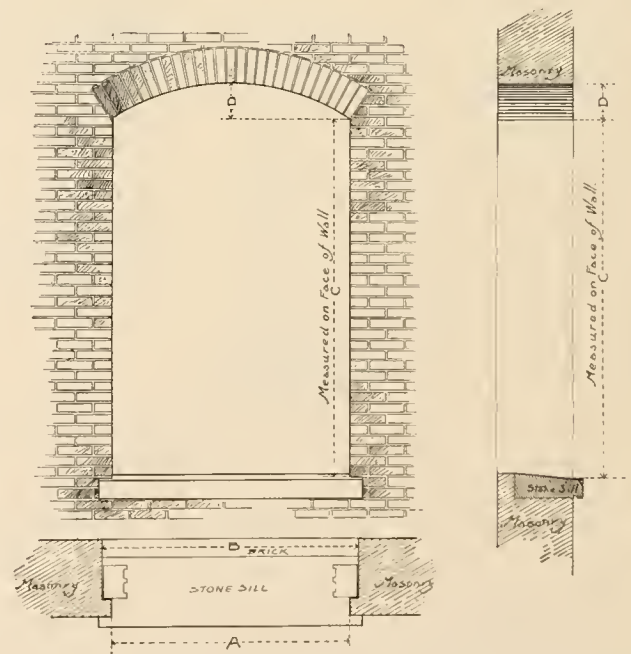 D
Measured on Face of Wall
C
Masonry
D
Measured on Face of Wall.
C
Stone Sill
Masonry
B
BRICK
Masonry
STONE SILL
Masonry
A